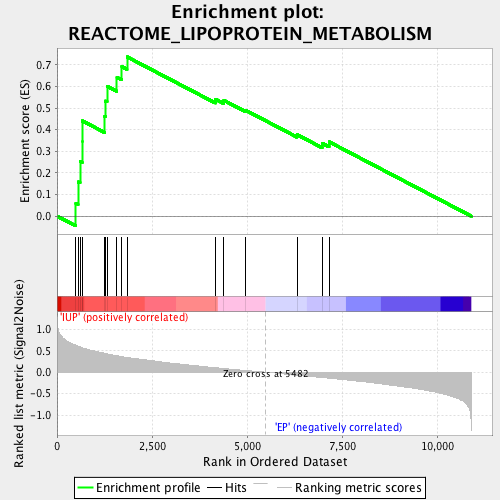 Enrichment plot:
REACTOME_LIPOPROTEIN_METABOLISM
Enrichment score (ES)
0.7
0.6
0.5
0.4
0.3
0.2
0.1
0.0
'IUP' (positively correlated)
Ranked list metric (Signal2Noise)
1.0
0.5
0.0
-0.5
-1.0
Zero cross at 5482
'EP' (negatively correlated)
0 2,500 5,000 7,500 10,000
Rank in Ordered Dataset
Enrichment profile Hits Ranking metric scores